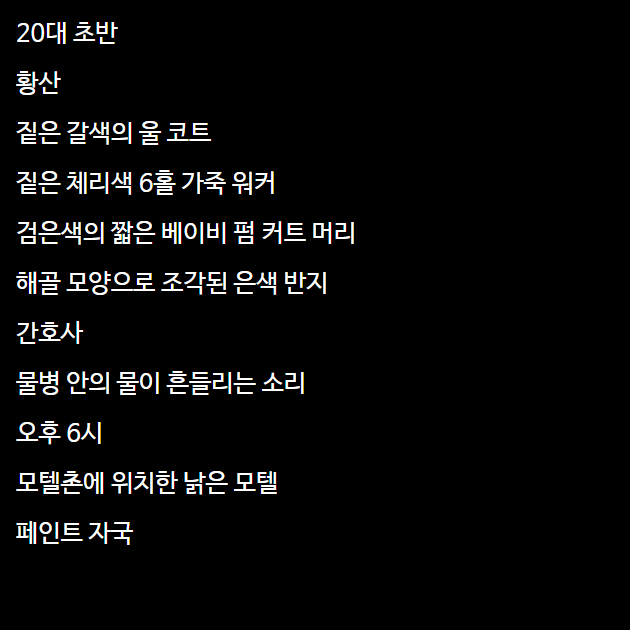 20대 초반
황산
짙은 갈색의 울 코트
짙은 체리색 6홀 가죽 워커
검은색의 짧은 베이비 펌 커트 머리
해골 모양으로 조각된 은색 반지
간호사
물병 안의 물이 흔들리는 소리
오후 6시
모텔촌에 위치한 낡은 모텔
페인트 자국